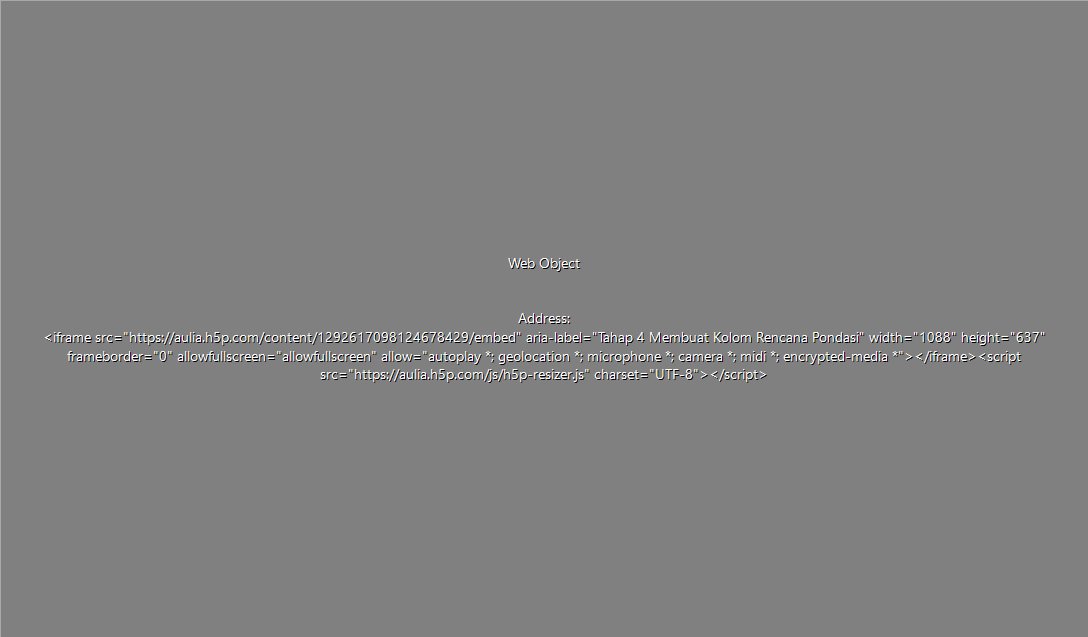 Web Object
Address:
<iframe src="https://aulia.h5p.com/content/1292617098124678429/embed" aria-label="Tahap 4 Membuat Kolom Rencana Pondasi" width="1088" height="637"
frameborder="0" allowfullscreen="allowfullscreen" allow="autoplay *; geolocation *; microphone *; camera *; midi *; encrypted-media *"></iframe><script
src="https://aulia.h5p.com/js/h5p-resizer.js" charset="UTF-8"></script>